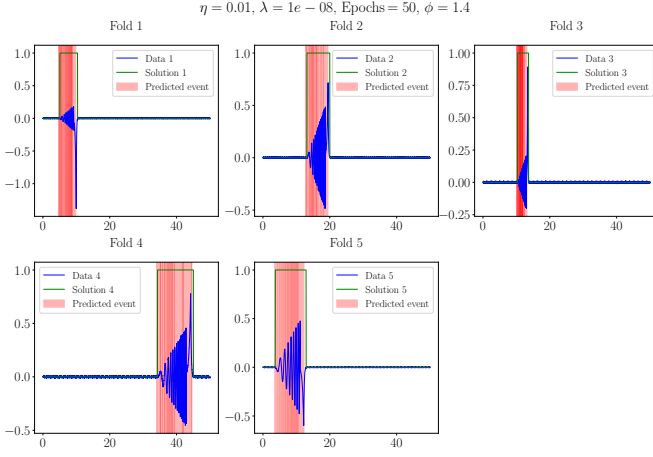 η = 0.01, λ = 1e − 08, Epochs = 50, φ = 1.4
Fold 1
Fold 2
Fold 3
1.0
0.5
0.0
−0.5
−1.0
0
20
40
Data 1
Solution 1
Predicted event
1.0
0.5
0.0
−0.5
0
20
40
Data 2
Solution 2
Predicted event
1.00
0.75
0.50
0.25
0.00
−0.25
0
20
40
Data 3
Solution 3
Predicted event
Fold 4
Fold 5
1.0
0.5
0.0
−0.5
0
20
40
Data 4
Solution 4
Predicted event
1.0
0.5
0.0
−0.5
0
20
40
Data 5
Solution 5
Predicted event